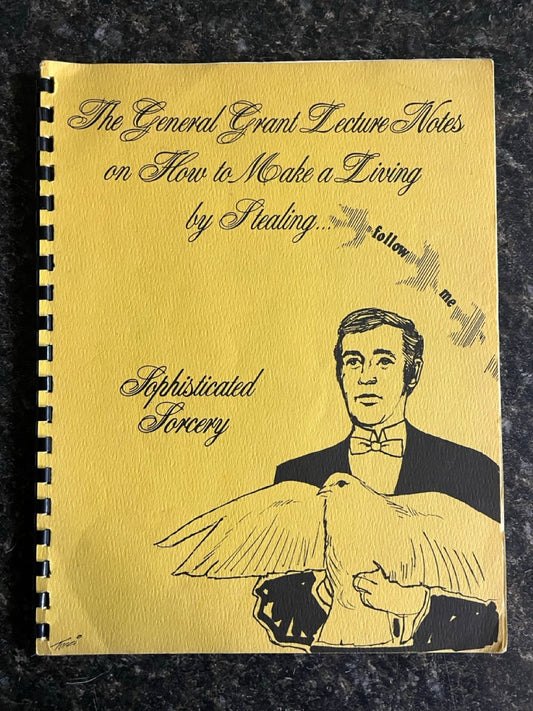 The General Grant Lecture Notes
on How to Make a Living
by Stealing...
follow
me
Sophisticated
Sorcery